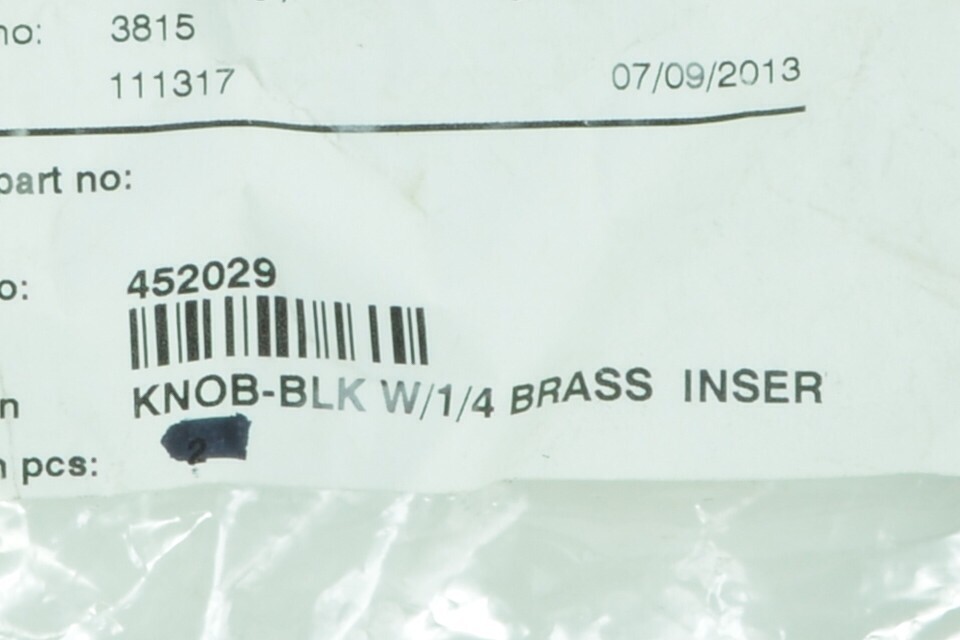 no: 3815
111317 07/09/2013
part no:
o: 452029
n KNOB-BLK W/1/4 BRASS INSER
n pcs: 2